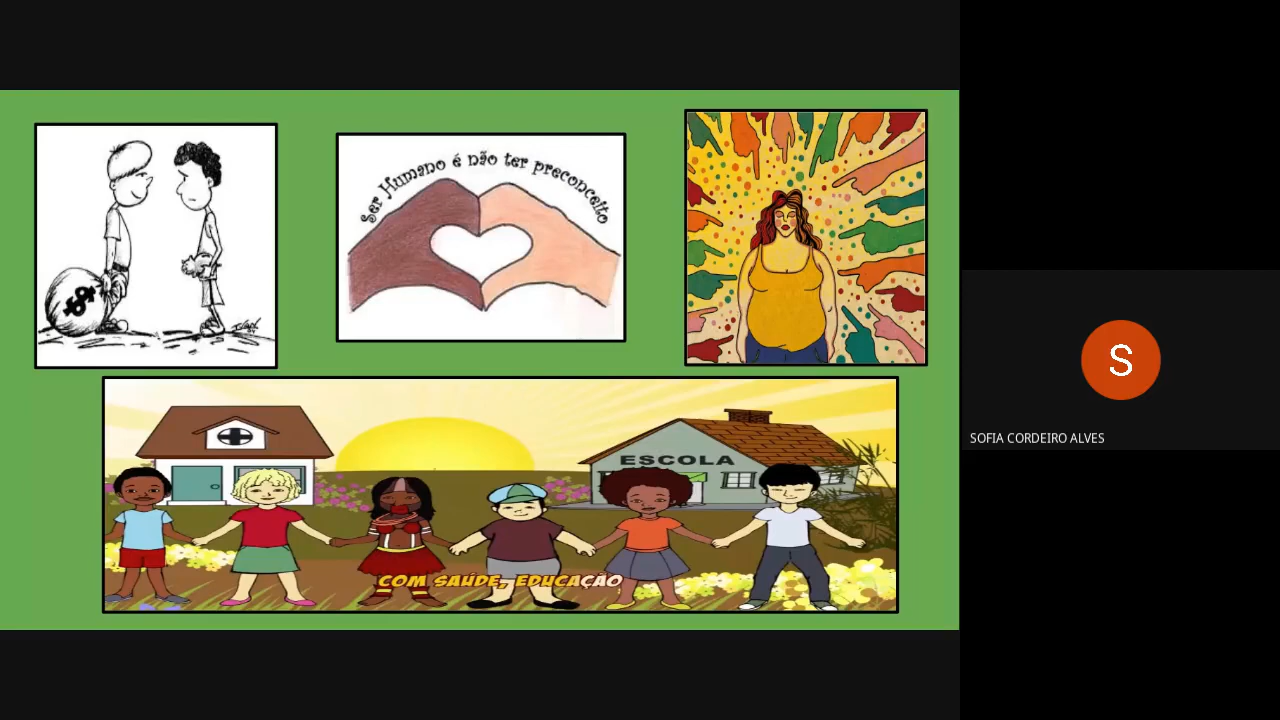 $
Ser Humano é não ter preconceito
ESCOLA
COM SAÚDE, EDUCAÇÃO
S
SOFIA CORDEIRO ALVES